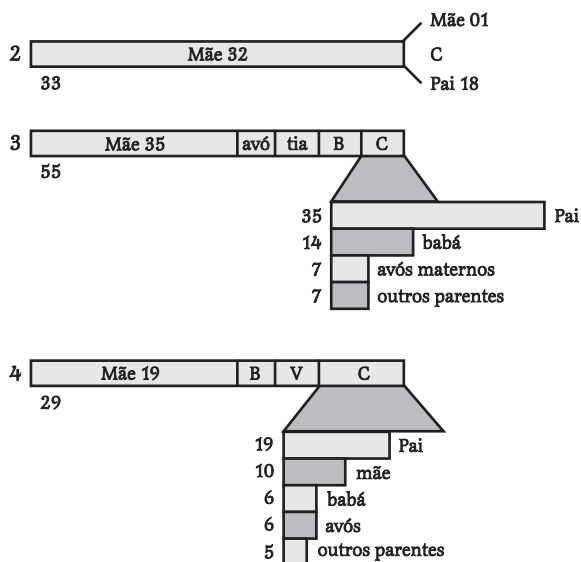 Mãe 01
2 Mãe 32 C
33 Pai 18
3 Mãe 35 avó tia B C
55
35 Pai
14 babá
7 avós maternos
7 outros parentes
4 Mãe 19 B V C
29
19 Pai
10 mãe
6 babá
6 avós
5 outros parentes